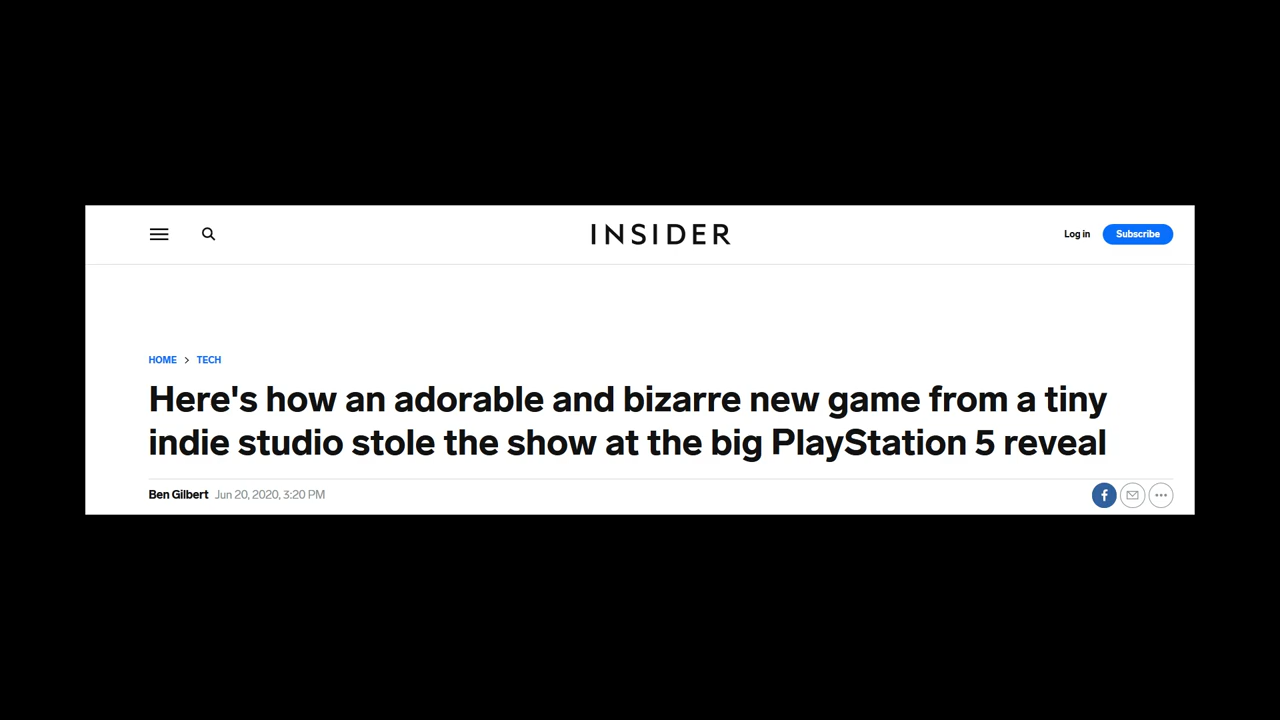 INSIDER
Log in
Subscribe
HOME > TECH
Here's how an adorable and bizarre new game from a tiny
indie studio stole the show at the big PlayStation 5 reveal
Ben Gilbert Jun 20, 2020, 3:20 PM